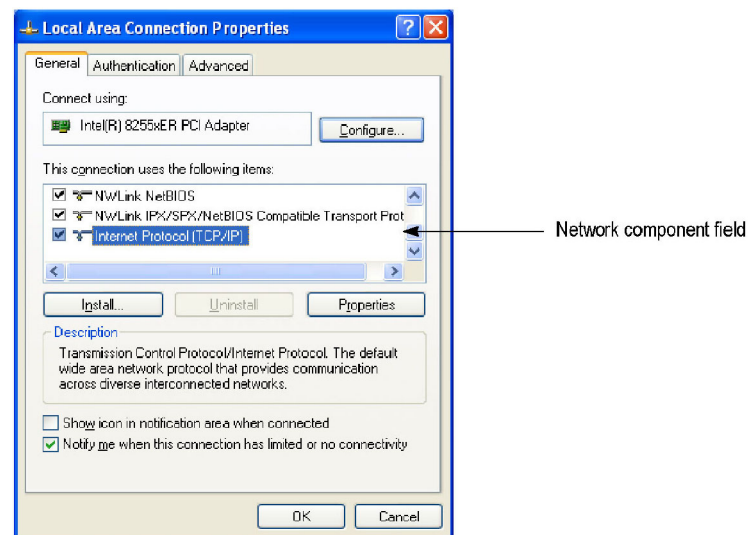 Local Area Connection Properties
General Authentication Advanced
Connect using:
Intel(R) 8255xER PCI Adapter
Configure...
This connection uses the following items:
NWLink NetBIOS
NWLink IPX/SPX/NetBIOS Compatible Transport Prot
Internet Protocol (TCP/IP)
Network component field
Install... Uninstall Properties
Description
Transmission Control Protocol/Internet Protocol. The default
wide area network protocol that provides communication
across diverse interconnected networks.
Show icon in notification area when connected
Notify me when this connection has limited or no connectivity
OK Cancel